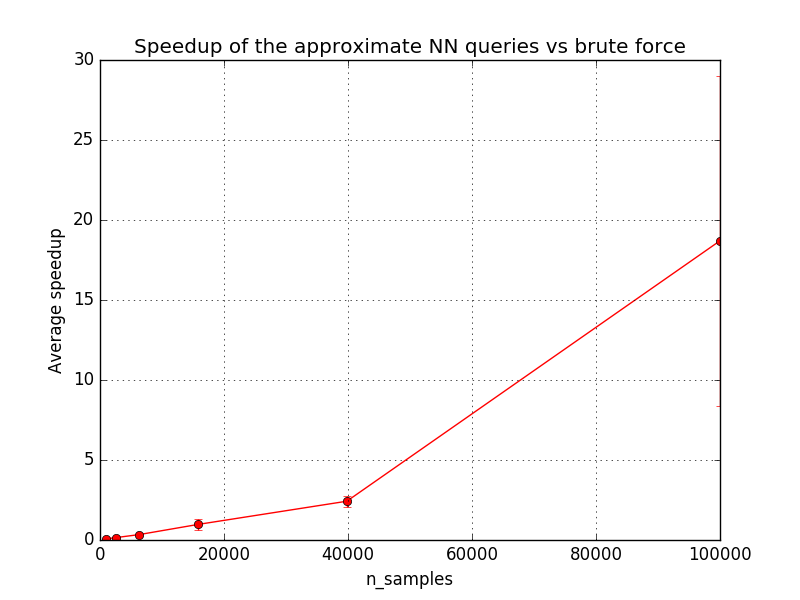 Speedup of the approximate NN queries vs brute force
30
25
20
15
10
5
0
Average speedup
0 20000 40000 60000 80000 100000
n_samples